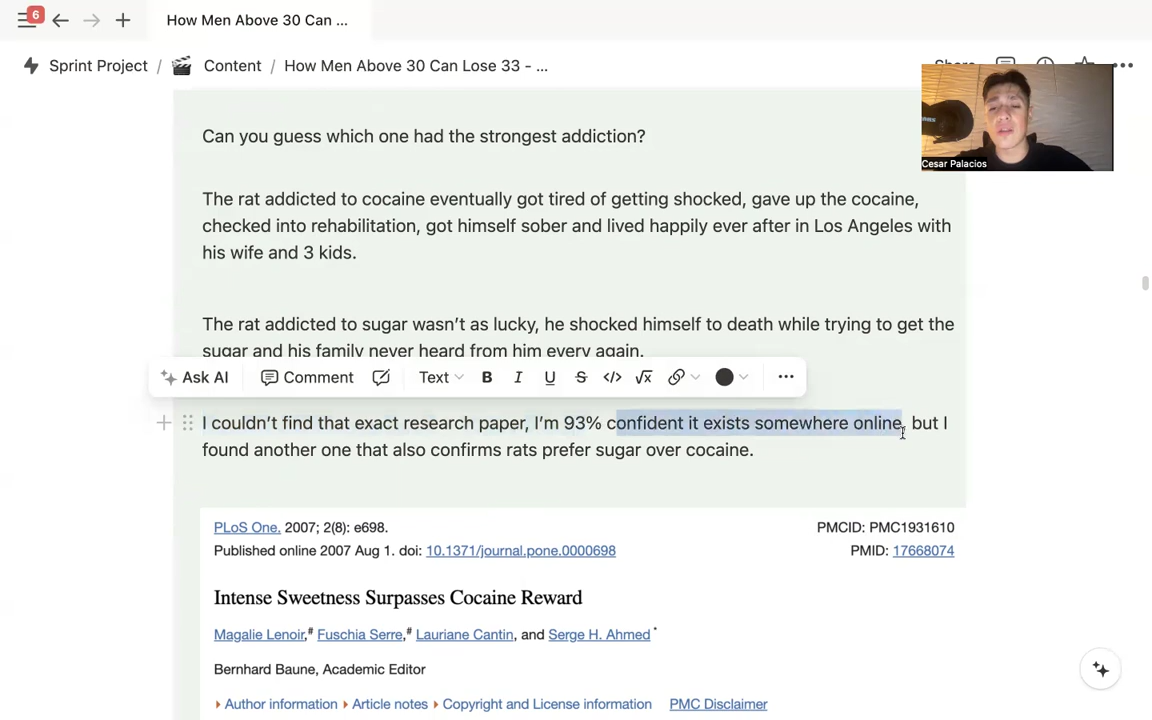 6
How Men Above 30 Can ...
Sprint Project / Content / How Men Above 30 Can Lose 33 - ...
Share
Cesar Palacios
Can you guess which one had the strongest addiction?
The rat addicted to cocaine eventually got tired of getting shocked, gave up the cocaine,
checked into rehabilitation, got himself sober and lived happily ever after in Los Angeles with
his wife and 3 kids.
The rat addicted to sugar wasn't as lucky, he shocked himself to death while trying to get the
sugar and his family never heard from him every again.
Ask AI Comment Text B I U S </> √x
I couldn't find that exact research paper, I'm 93% confident it exists somewhere online, but I
found another one that also confirms rats prefer sugar over cocaine.
PLoS One. 2007; 2(8): e698. PMCID: PMC1931610
Published online 2007 Aug 1. doi: 10.1371/journal.pone.0000698 PMID: 17668074
Intense Sweetness Surpasses Cocaine Reward
Magalie Lenoir,# Fuschia Serre,# Lauriane Cantin, and Serge H. Ahmed *
Bernhard Baune, Academic Editor
Author information Article notes Copyright and License information PMC Disclaimer